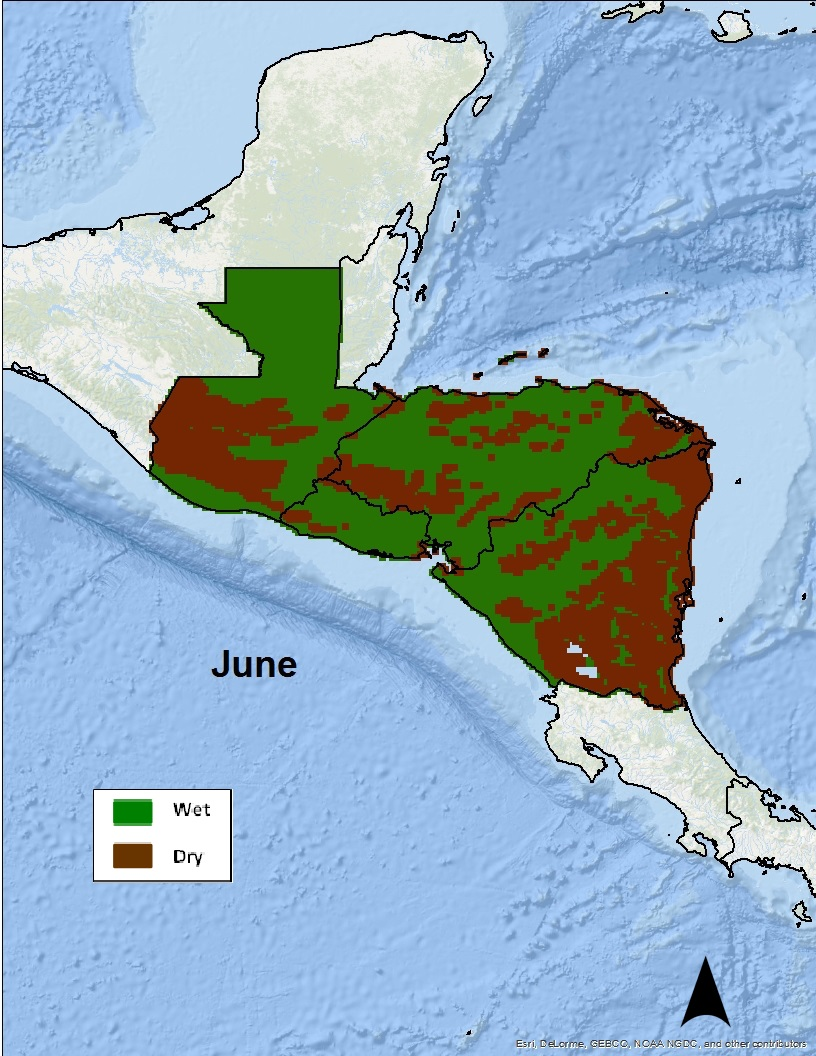 June
Wet
Dry
Esri, DeLorme, GEBCO, NOAA NGDC, and other contributors